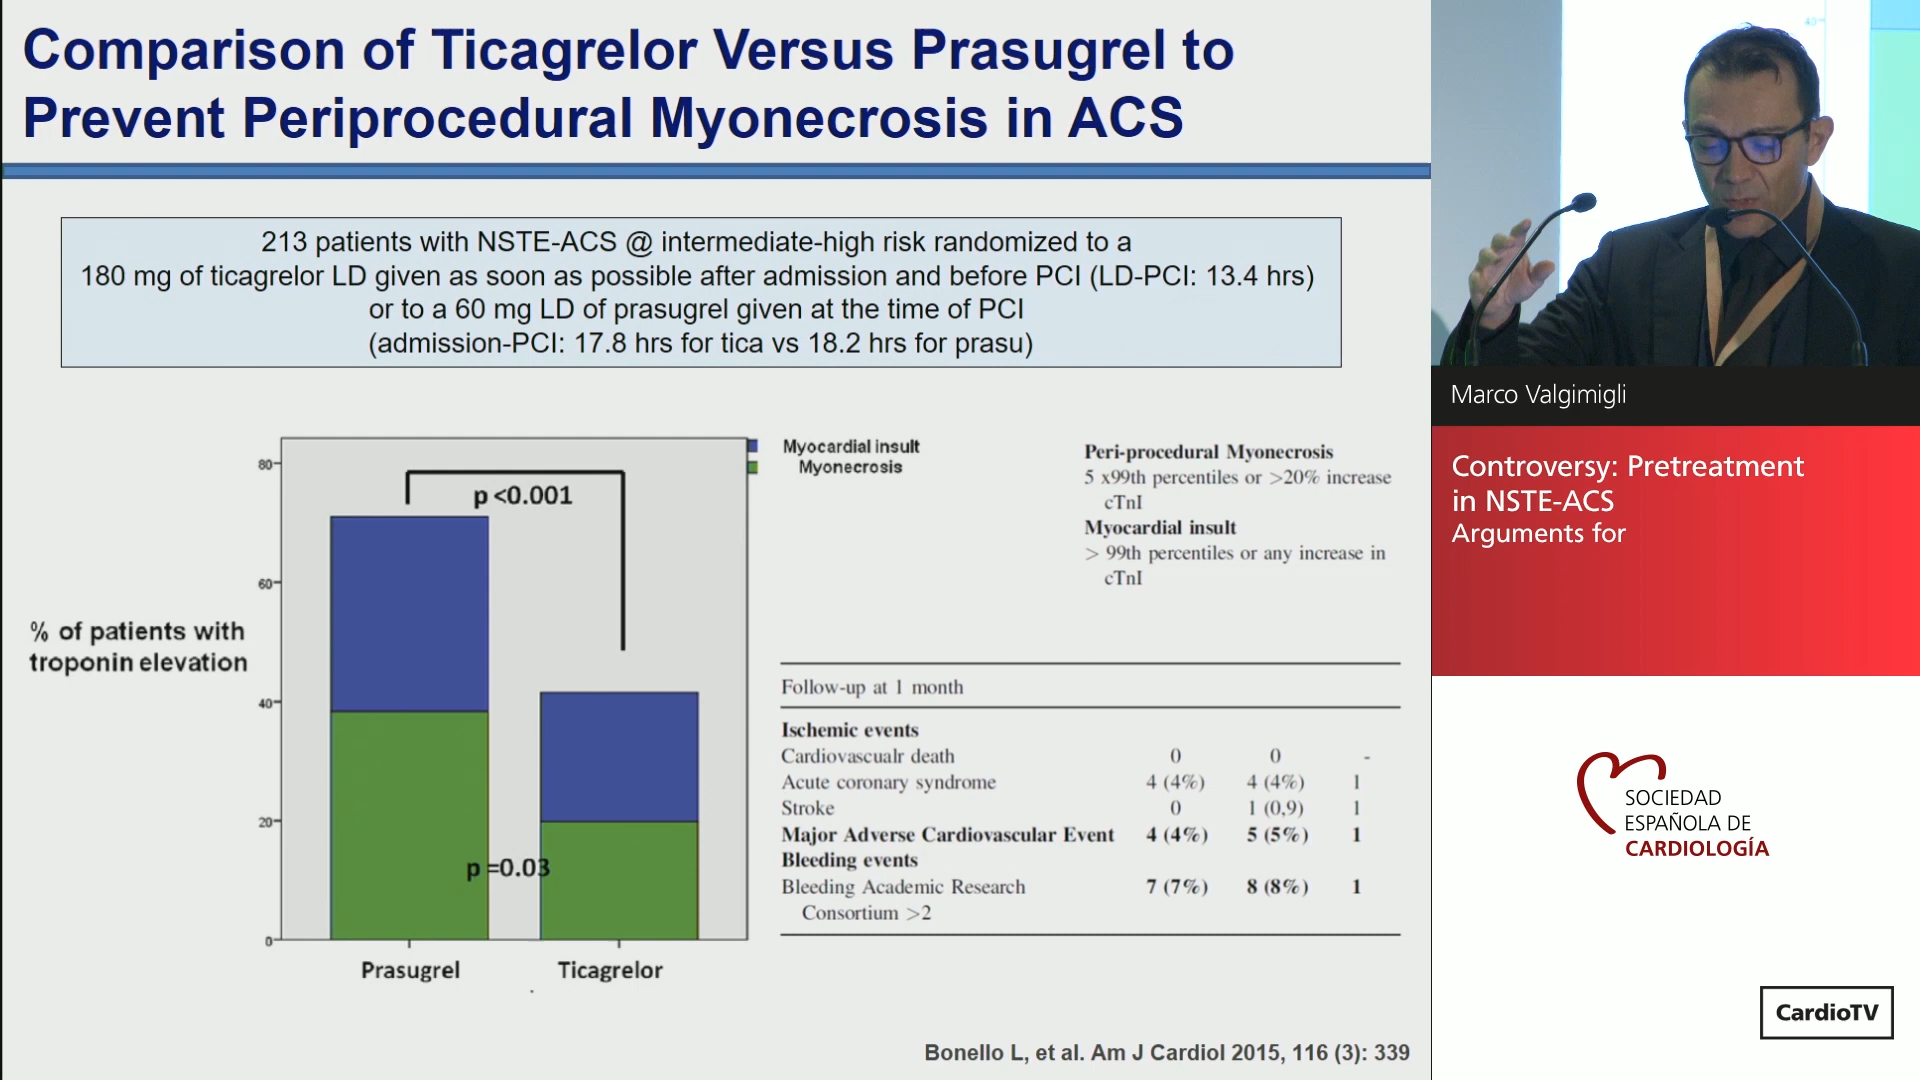 Comparison of Ticagrelor Versus Prasugrel to
Prevent Periprocedural Myonecrosis in ACS
213 patients with NSTE-ACS @ intermediate-high risk randomized to a
180 mg of ticagrelor LD given as soon as possible after admission and before PCI (LD-PCI: 13.4 hrs)
or to a 60 mg LD of prasugrel given at the time of PCI
(admission-PCI: 17.8 hrs for tica vs 18.2 hrs for prasu)
% of patients with
troponin elevation
80
60
40
20
0
p <0.001
p =0.03
Prasugrel
Ticagrelor
Myocardial insult
Myonecrosis
Peri-procedural Myonecrosis
5 x99th percentiles or >20% increase
cTnI
Myocardial insult
> 99th percentiles or any increase in
cTnI
Follow-up at 1 month
Ischemic events
Cardiovascualr death 0 0 -
Acute coronary syndrome 4 (4%) 4 (4%) 1
Stroke 0 1 (0,9) 1
Major Adverse Cardiovascular Event 4 (4%) 5 (5%) 1
Bleeding events
Bleeding Academic Research 7 (7%) 8 (8%) 1
Consortium >2
Bonello L, et al. Am J Cardiol 2015, 116 (3): 339
40
Marco Valgimigli
Controversy: Pretreatment
in NSTE-ACS
Arguments for
SOCIEDAD
ESPAÑOLA DE
CARDIOLOGÍA
CardioTV